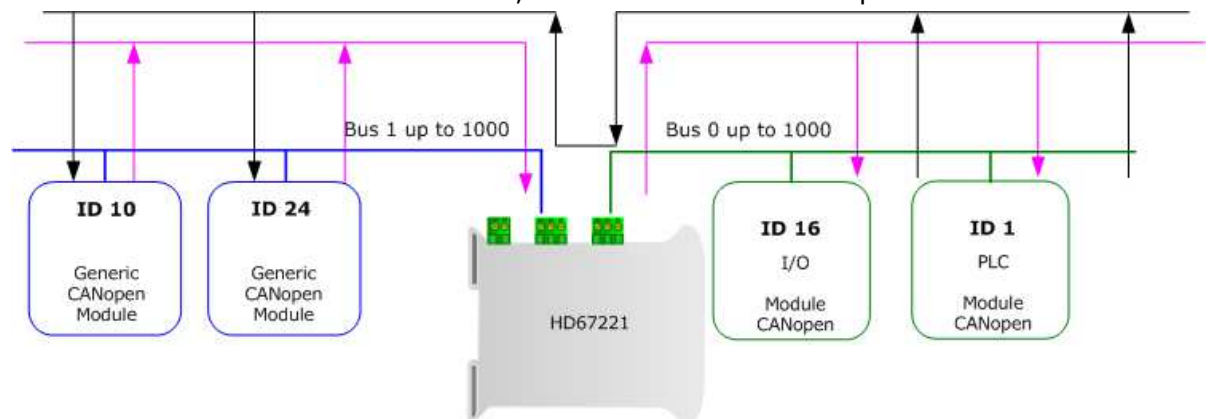 Bus 1 up to 1000
Bus 0 up to 1000
ID 10
Generic
CANopen
Module
ID 24
Generic
CANopen
Module
HD67221
ID 16
I/O
Module
CANopen
ID 1
PLC
Module
CANopen